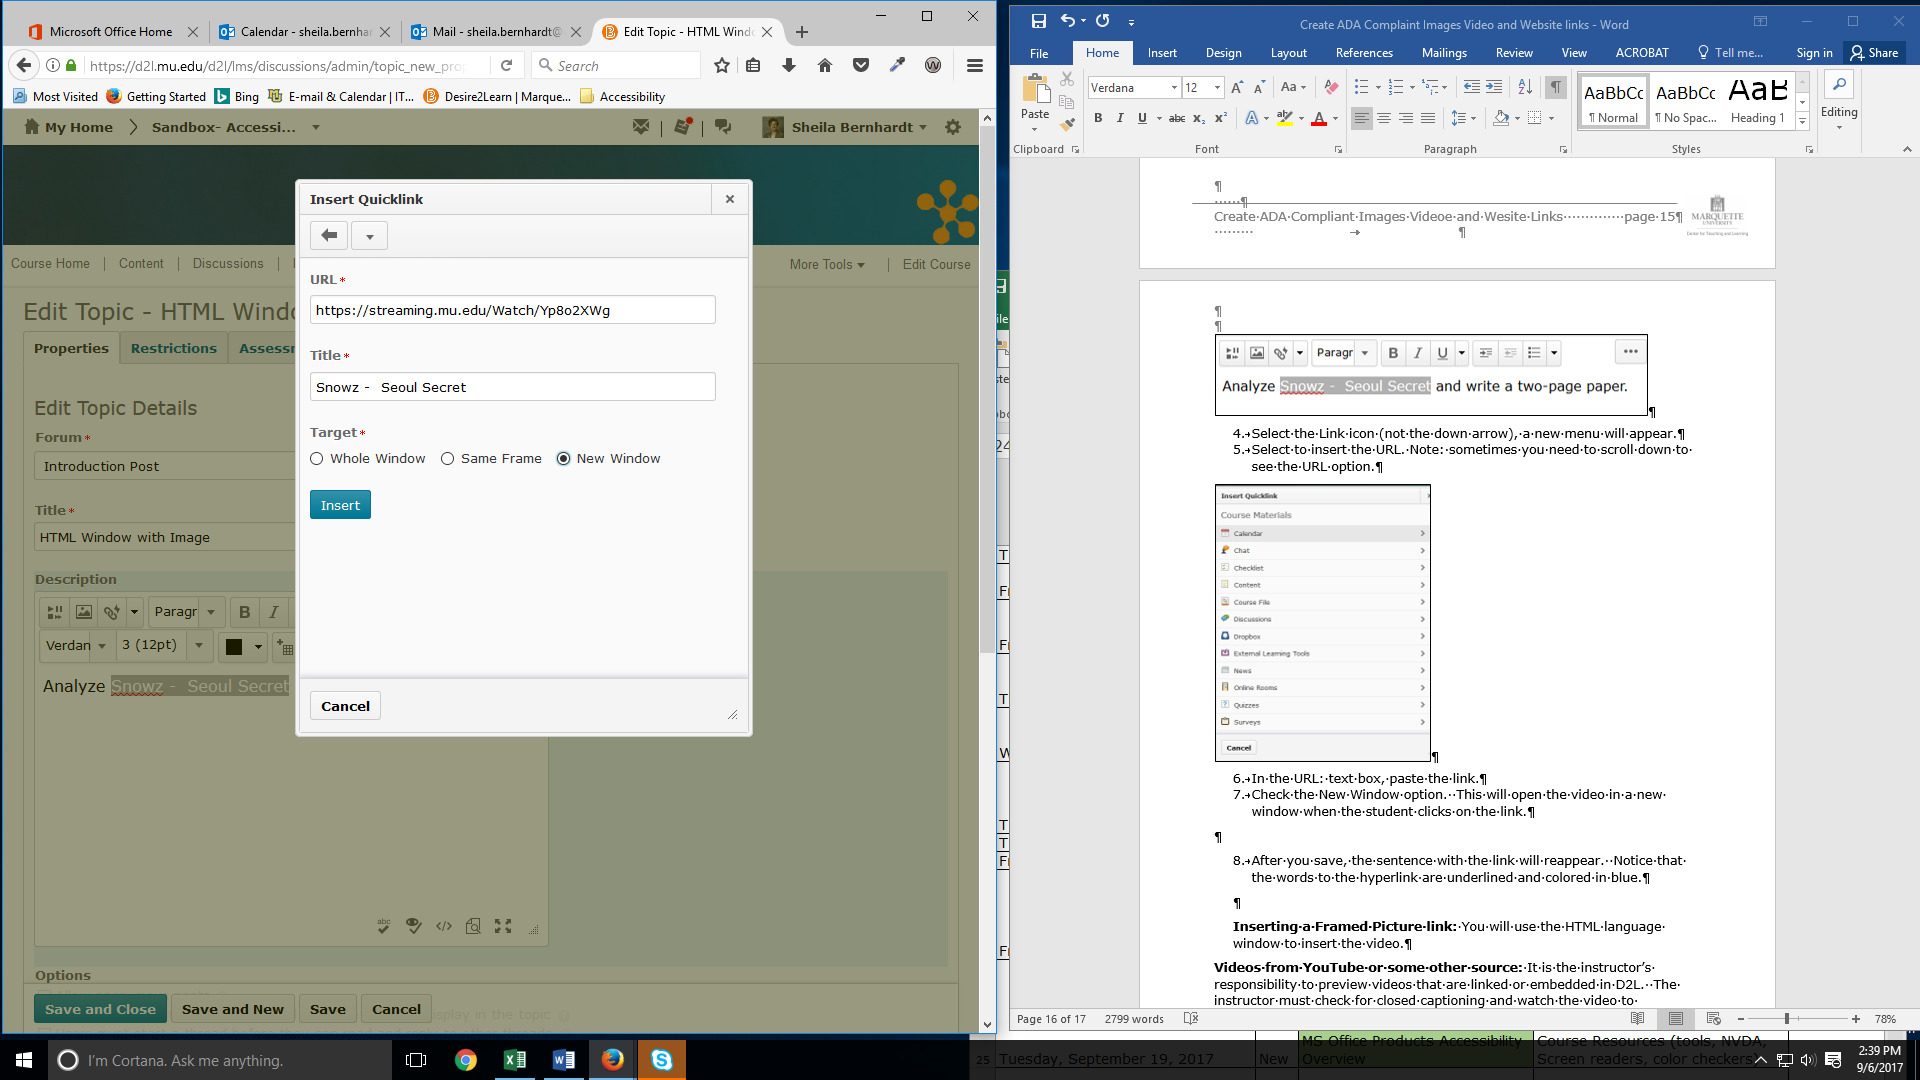 Microsoft Office Home
Calendar - sheila.bernhar
Mail - sheila.bernhardt@
Edit Topic - HTML Wind
https://d2l.mu.edu/d2l/lms/discussions/admin/topic_new_pro
Search
Most Visited
Getting Started
Bing
E-mail & Calendar | IT...
Desire2Learn | Marque...
Accessibility
My Home
Sandbox- Accessi...
Sheila Bernhardt
Course Home
Content
Discussions
More Tools
Edit Course
Edit Topic - HTML Windo
Properties
Restrictions
Assessm
Edit Topic Details
Forum*
Introduction Post
Title*
HTML Window with Image
Description
Paragr
B I
Verdan
3 (12pt)
Analyze Snowz -  Seoul Secret
Options
Save and Close
Save and New
Save
Cancel
Insert Quicklink
URL*
https://streaming.mu.edu/Watch/Yp8o2XWg
Title*
Snowz -  Seoul Secret
Target*
Whole Window
Same Frame
New Window
Insert
Cancel
Create ADA Complaint Images Video and Website links - Word
File
Home
Insert
Design
Layout
References
Mailings
Review
View
ACROBAT
Tell me...
Sign in
Share
Paste
Verdana
12
AaBbCc
¶ Normal
AaBbCc
¶ No Spac...
AaBb
Heading 1
Editing
Clipboard
Font
Paragraph
Styles
Create·ADA·Compliant·Images·Videoe·and·Wesite·Links·············page·15¶
MARQUETTE
UNIVERSITY
Center for Teaching and Learning
Paragr
B I U
Analyze Snowz -  Seoul Secret and write a two-page paper.
4.→Select·the·Link·icon·(not·the·down·arrow),·a·new·menu·will·appear.¶
5.→Select·to·insert·the·URL.··Note:·sometimes·you·need·to·scroll·down·to·
see·the·URL·option.¶
Insert Quicklink
Course Materials
Calendar
Chat
Checklist
Content
Course File
Discussions
Dropbox
External Learning Tools
News
Online Rooms
Quizzes
Surveys
Cancel
6.→In·the·URL:·text·box,·paste·the·link.¶
7.→Check·the·New·Window·option.··This·will·open·the·video·in·a·new·
window·when·the·student·clicks·on·the·link.¶
8.→After·you·save,·the·sentence·with·the·link·will·reappear.··Notice·that·
the·words·to·the·hyperlink·are·underlined·and·colored·in·blue.¶
Inserting·a·Framed·Picture·link:·You·will·use·the·HTML·language·
window·to·insert·the·video.¶
Videos·from·YouTube·or·some·other·source:·It·is·the·instructor's·
responsibility·to·preview·videos·that·are·linked·or·embedded·in·D2L.··The·
instructor·must·check·for·closed·captioning·and·watch·the·video·to·
Page 16 of 17
2799 words
78%
25
Tuesday, September 19, 2017
New
MS Office Products Accessibility
Overview
Course Resources (tools, NVDA,
Screen readers, color checkers)
I'm Cortana. Ask me anything.
2:39 PM
9/6/2017